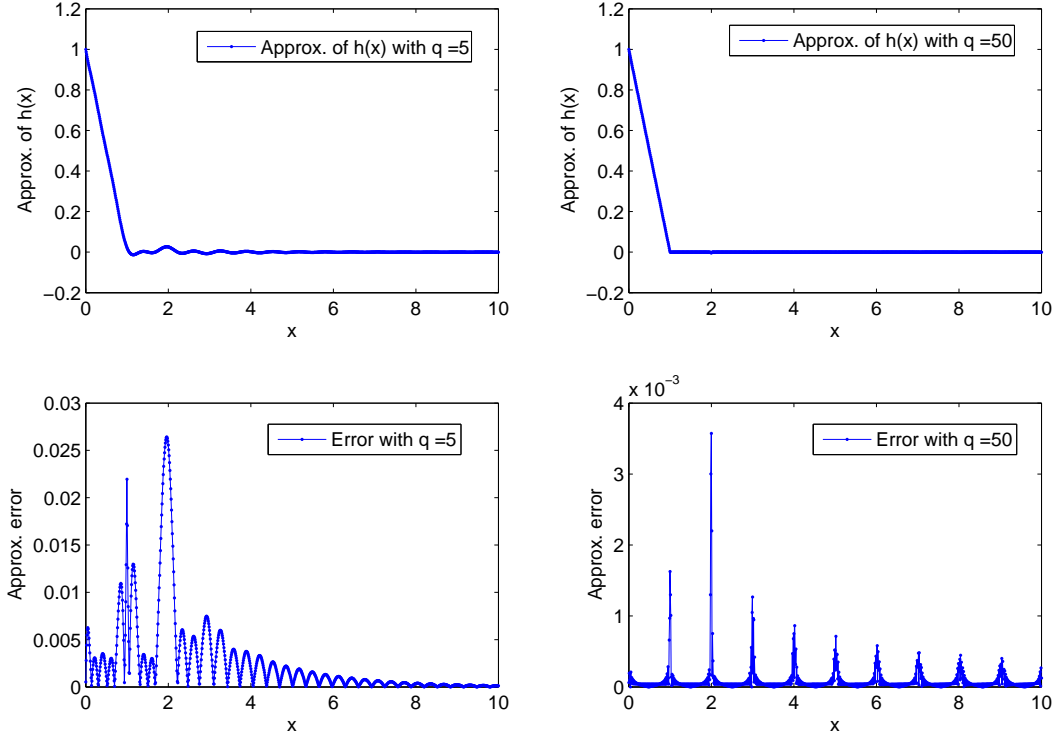 1.2
1
0.8
0.6
0.4
0.2
0
−0.2
Approx. of h(x)
Approx. of h(x) with q =5
0 2 4 6 8 10
x
1.2
1
0.8
0.6
0.4
0.2
0
−0.2
Approx. of h(x)
Approx. of h(x) with q =50
0 2 4 6 8 10
x
0.03
0.025
0.02
0.015
0.01
0.005
0
Approx. error
Error with q =5
0 2 4 6 8 10
x
x 10−3
4
3
2
1
0
Approx. error
Error with q =50
0 2 4 6 8 10
x